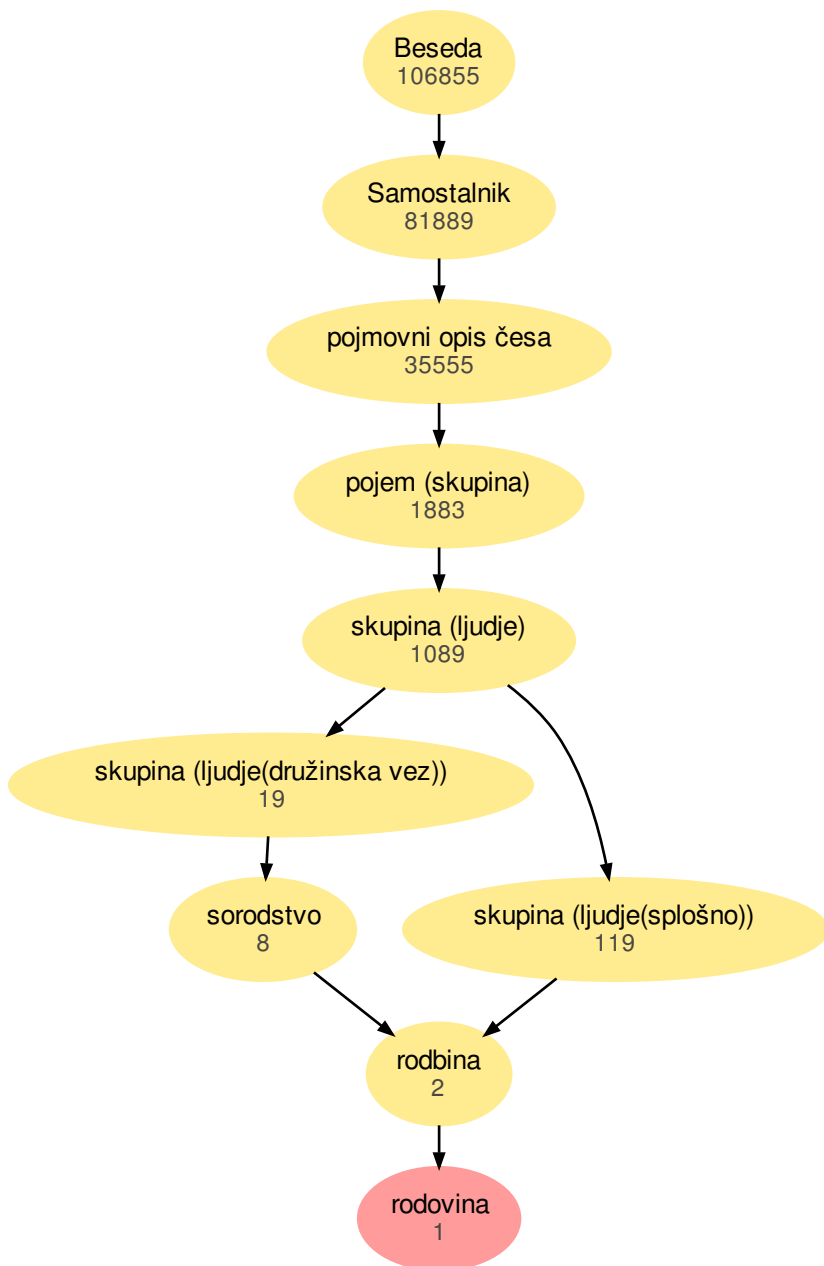 Beseda
106855
Samostalnik
81889
pojmovni opis česa
35555
pojem (skupina)
1883
skupina (ljudje)
1089
skupina (ljudje(družinska vez))
19
sorodstvo
8
skupina (ljudje(splošno))
119
rodbina
2
rodovina
1